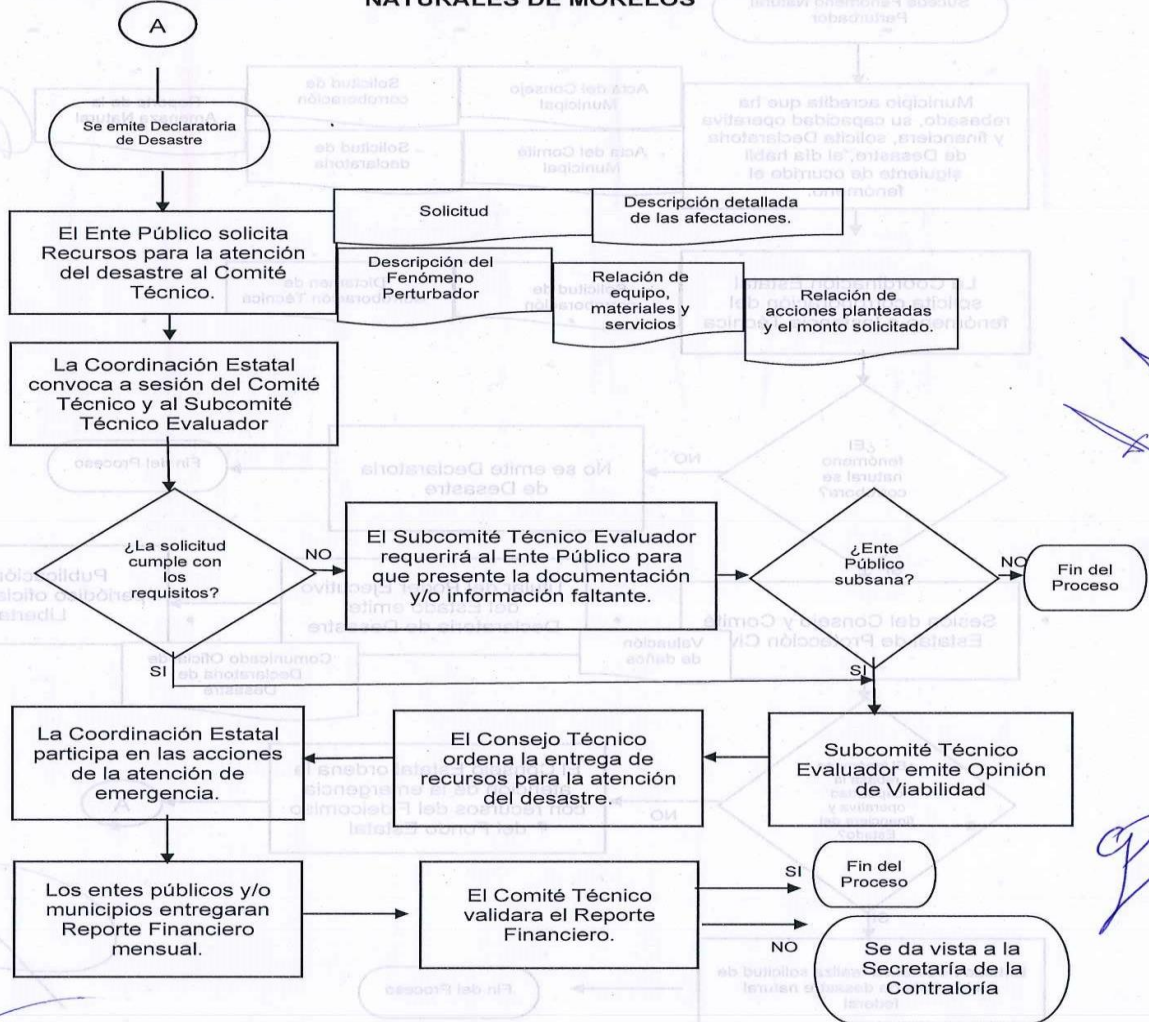 NATURALES DE MORELOS
A
Se emite Declaratoria
de Desastre
El Ente Público solicita
Recursos para la atención
del desastre al Comité
Técnico.
Solicitud
Descripción detallada
de las afectaciones.
Descripción del
Fenómeno
Perturbador
Relación de
equipo,
materiales y
servicios
Relación de
acciones planteadas
y el monto solicitado.
La Coordinación Estatal
convoca a sesión del Comité
Técnico y al Subcomité
Técnico Evaluador
¿La solicitud
cumple con
los
requisitos?
NO
El Subcomité Técnico Evaluador
requerirá al Ente Público para
que presente la documentación
y/o información faltante.
¿Ente
Público
subsana?
NO
Fin del
Proceso
SI
SI
La Coordinación Estatal
participa en las acciones
de la atención de
emergencia.
El Consejo Técnico
ordena la entrega de
recursos para la atención
del desastre.
Subcomité Técnico
Evaluador emite Opinión
de Viabilidad
Los entes públicos y/o
municipios entregaran
Reporte Financiero
mensual.
El Comité Técnico
validara el Reporte
Financiero.
SI
Fin del
Proceso
NO
Se da vista a la
Secretaría de la
Contraloría